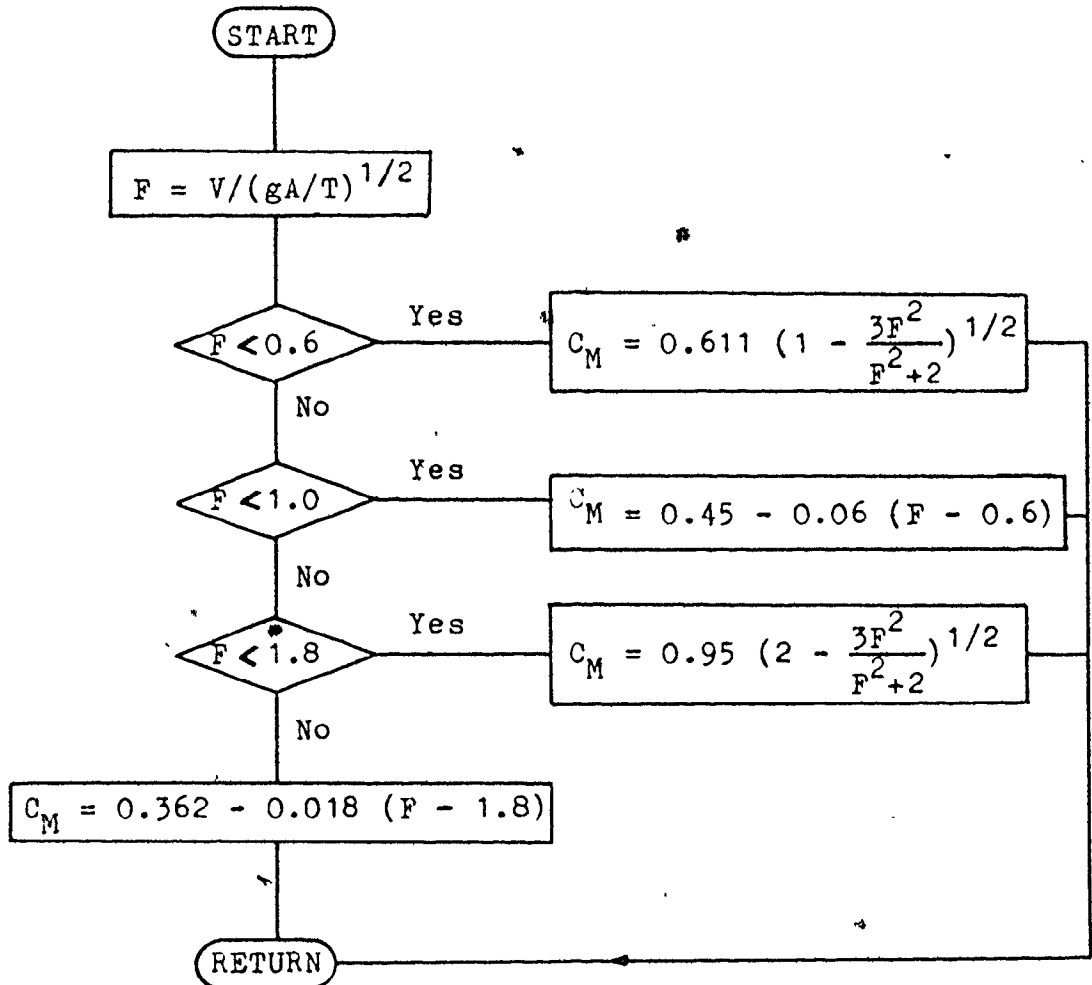 START
F = V/(gA/T)^1/2
F < 0.6
Yes
C_M = 0.611 (1 - 3F^2/F^2+2)^1/2
No
F < 1.0
Yes
C_M = 0.45 - 0.06 (F - 0.6)
No
F < 1.8
Yes
C_M = 0.95 (2 - 3F^2/F^2+2)^1/2
No
C_M = 0.362 - 0.018 (F - 1.8)
RETURN